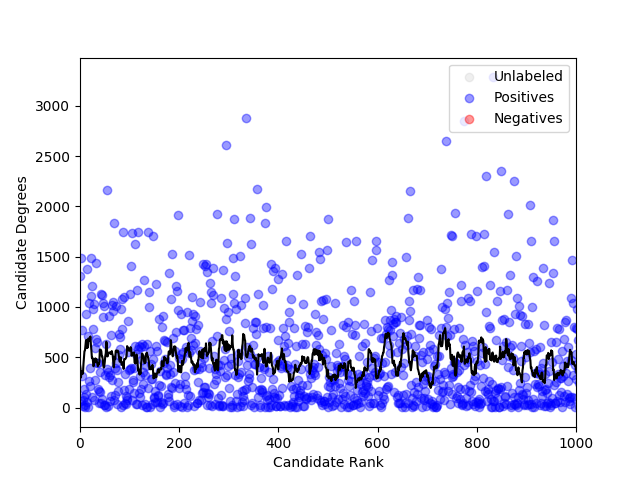 Unlabeled
Positives
Negatives
Candidate Degrees
3000
2500
2000
1500
1000
500
0
0 200 400 600 800 1000
Candidate Rank